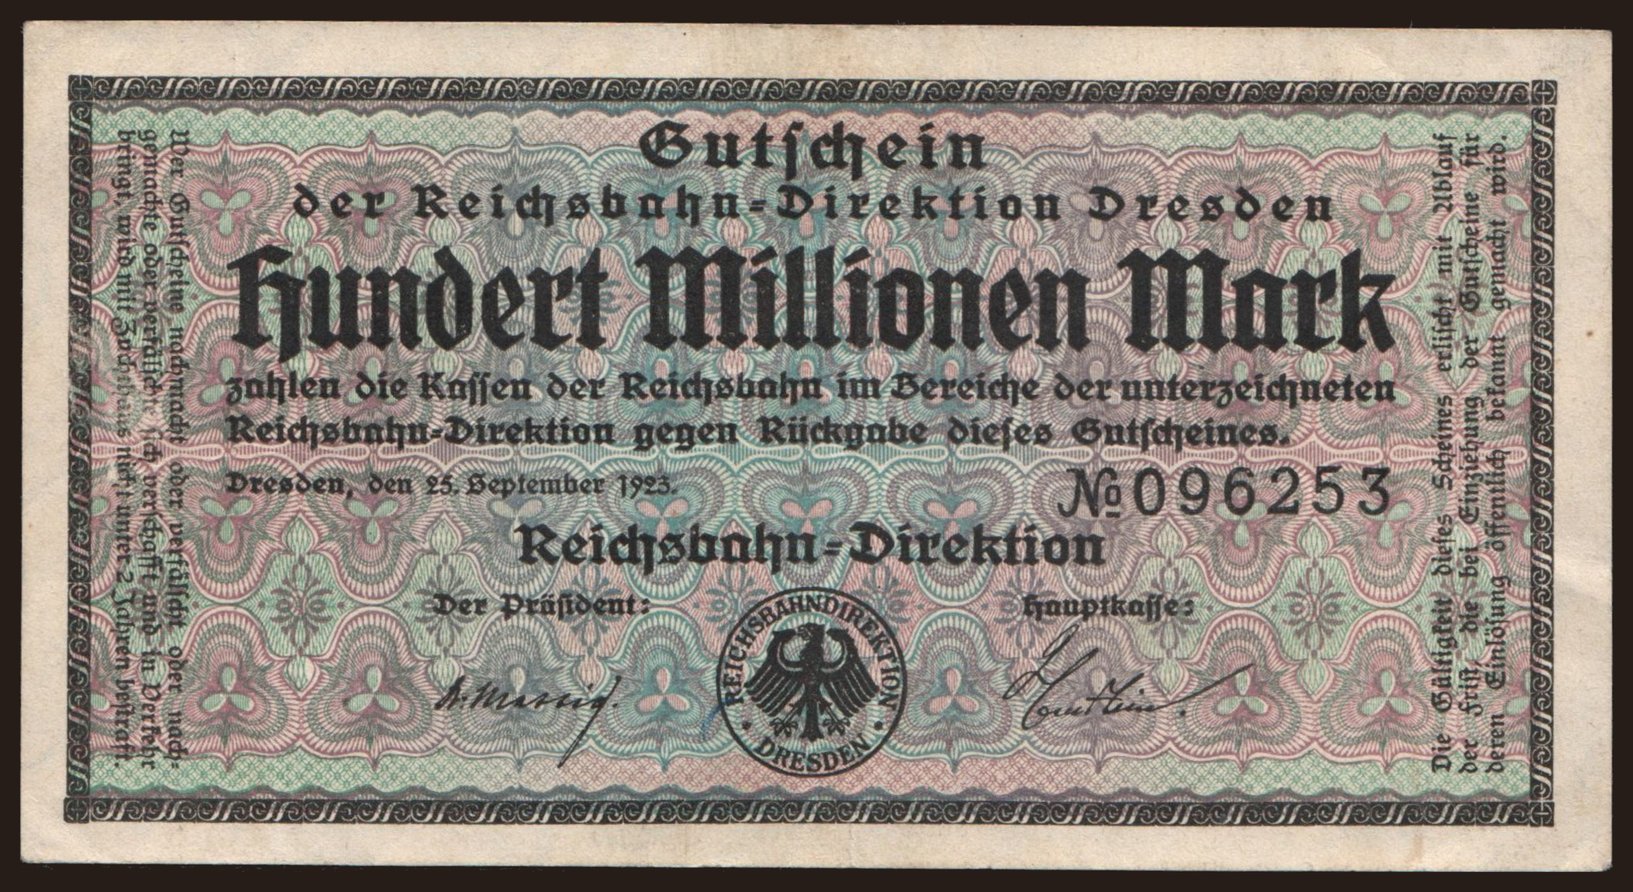 Gutschein
der Reichsbahn-Direktion Dresden
Hundert Millionen Mark
zahlen die Kassen der Reichsbahn im Bereiche der unterzeichneten
Reichsbahn-Direktion gegen Rückgabe dieses Gutscheines.
Dresden, den 25. September 1923.
№ 096253
Reichsbahn-Direktion
Der Präsident:
Hauptkasse:
REICHSBAHNDIREKTION
DRESDEN
Wer Gutscheine nachmacht oder verfälscht oder nach-
gemachte oder verfälschte sich verschafft und in Verkehr
bringt wird mit Zuchthaus nicht unter 2 Jahren bestraft.
Die Gültigkeit dieses Scheines erlischt mit Ablauf
der Frist, die bei Einziehung der Gutscheine für
deren Einlösung öffentlich bekannt gemacht wird.